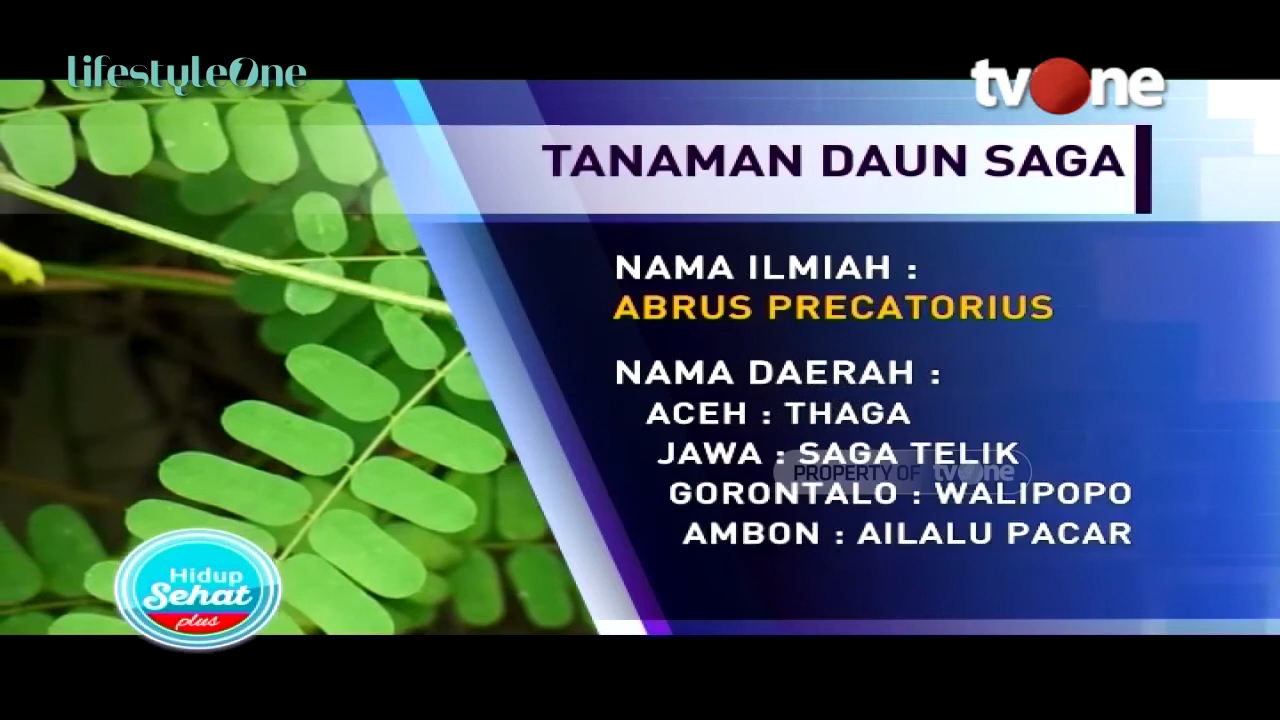 lifestyleOne
tvOne
TANAMAN DAUN SAGA
NAMA ILMIAH :
ABRUS PRECATORIUS
NAMA DAERAH :
ACEH : THAGA
JAWA : SAGA TELIK
PROPERTY OF tvOne
GORONTALO : WALIPOPO
AMBON : AILALU PACAR
Hidup
Sehat
plus